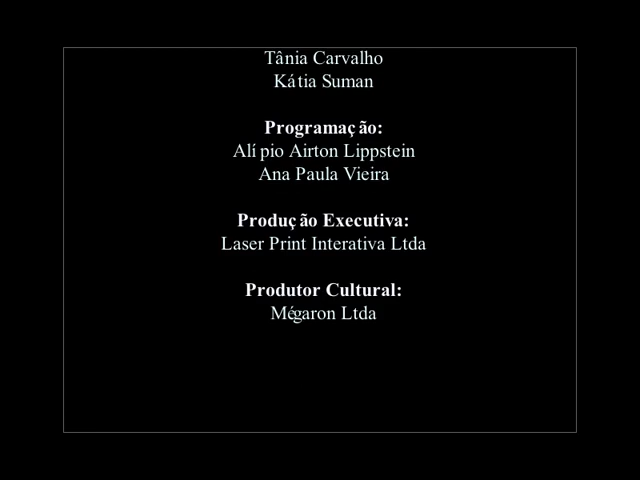 Tânia Carvalho
Kátia Suman
Programação:
Alípio Airton Lippstein
Ana Paula Vieira
Produção Executiva:
Laser Print Interativa Ltda
Produtor Cultural:
Mégaron Ltda